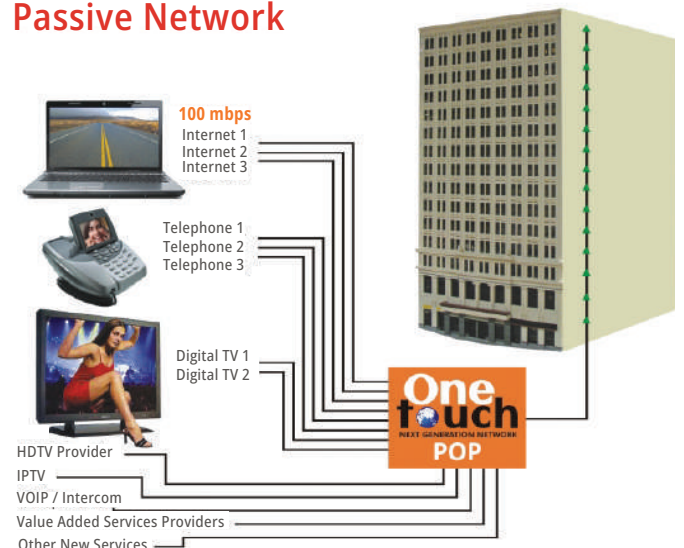 Passive Network
100 mbps
Internet 1
Internet 2
Internet 3
Telephone 1
Telephone 2
Telephone 3
Digital TV 1
Digital TV 2
One
touch
NEXT GENERATION NETWORK
POP
HDTV Provider
IPTV
VOIP / Intercom
Value Added Services Providers
Other New Services